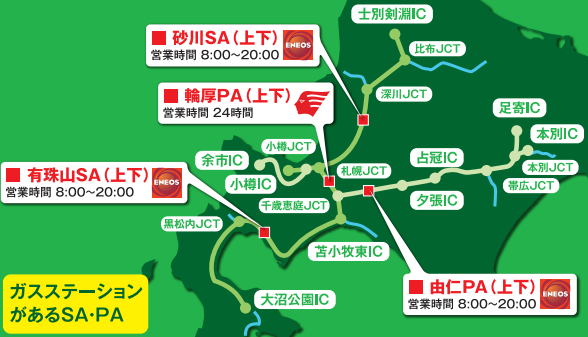 士別剣淵IC
■ 砂川SA(上下)
営業時間 8:00~20:00
ENEOS
比布JCT
深川JCT
■ 輪厚PA(上下)
営業時間 24時間
足寄IC
本別IC
小樽JCT
余市IC
札幌JCT
占冠IC
本別JCT
小樽IC
帯広JCT
■ 有珠山SA(上下)
営業時間 8:00~20:00
ENEOS
千歳恵庭JCT
夕張IC
黒松内JCT
苫小牧東IC
■ 由仁PA(上下)
営業時間 8:00~20:00
ENEOS
大沼公園IC
ガスステーション
があるSA・PA